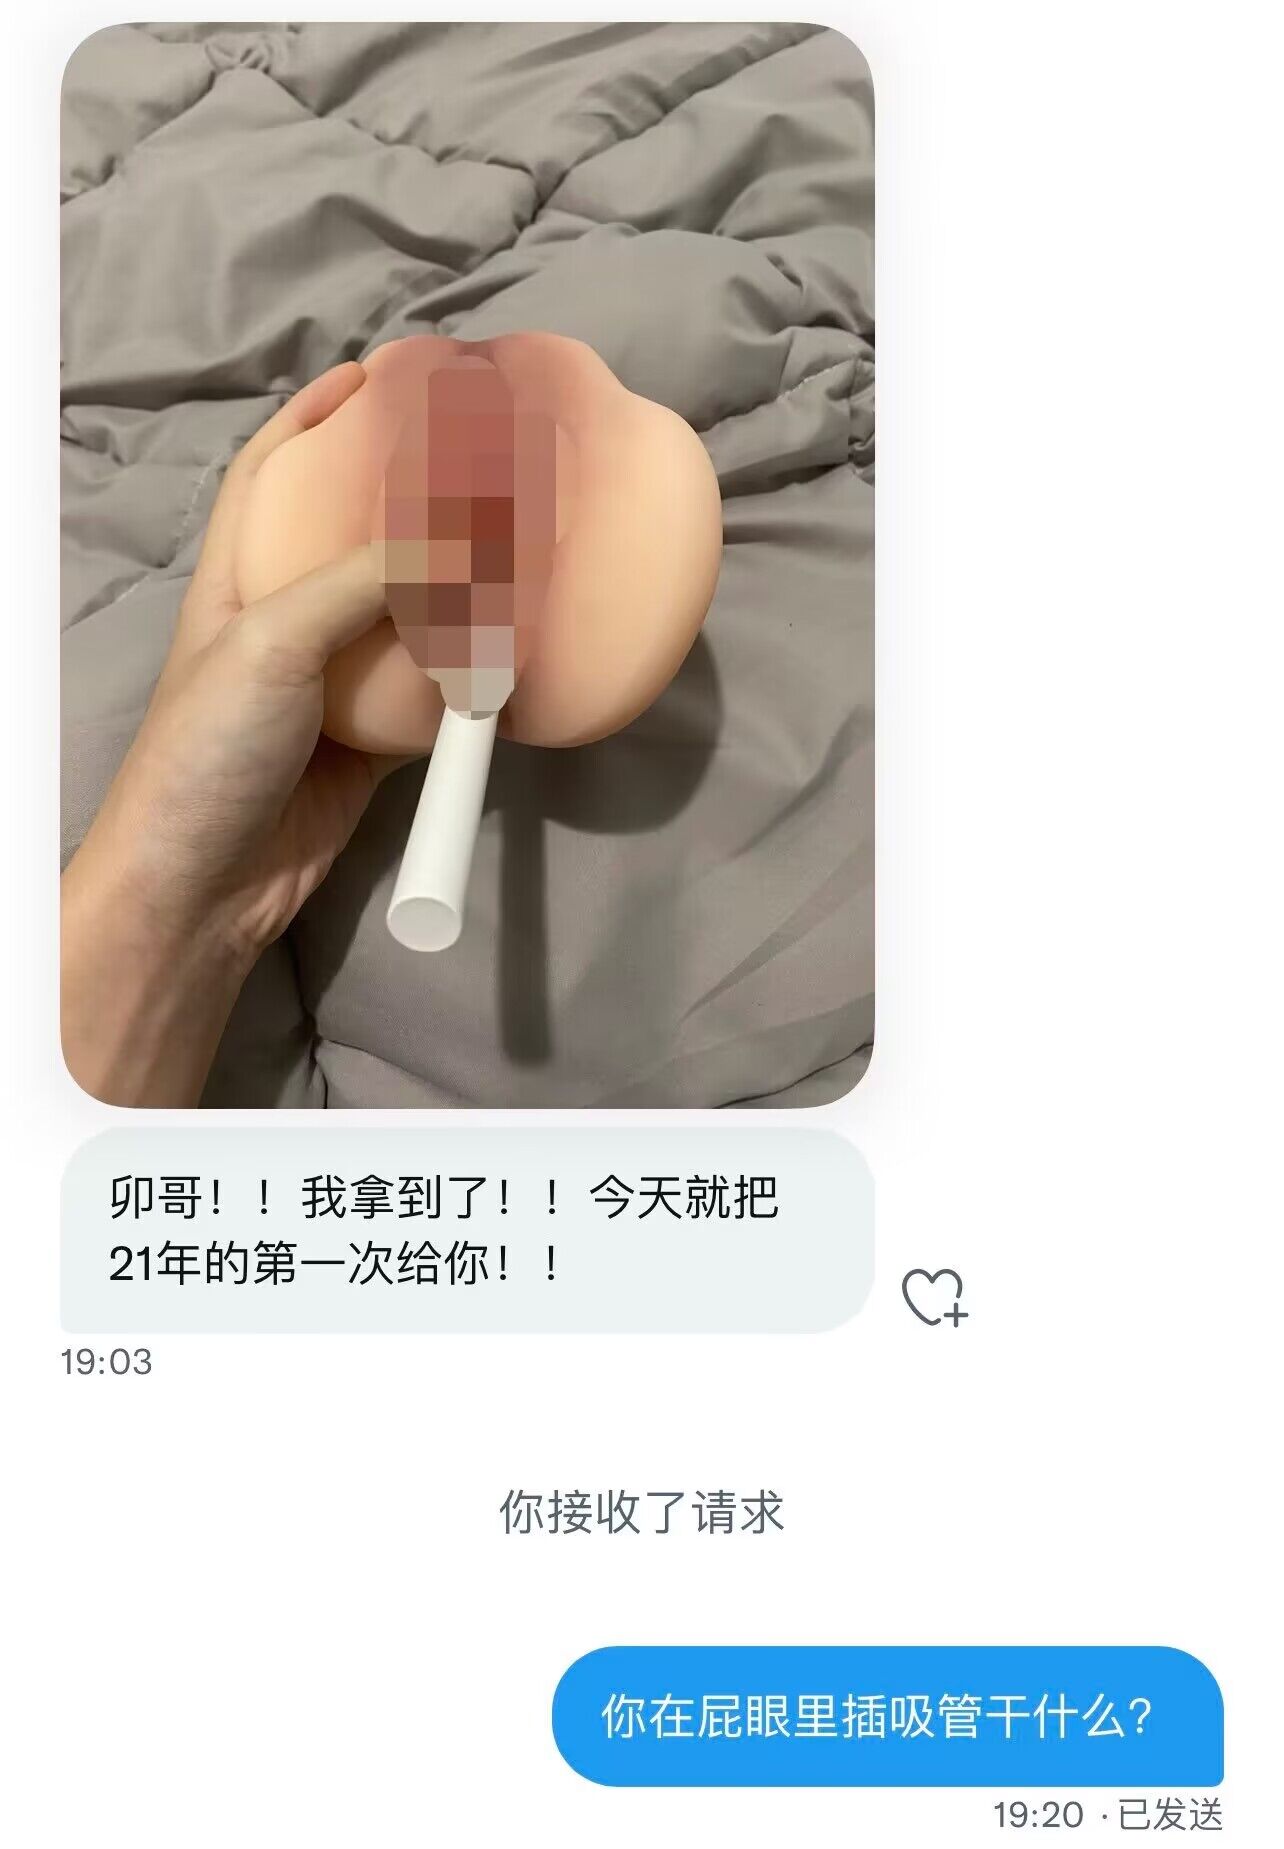 卯哥！！我拿到了！！今天就把
21年的第一次给你！！
19:03
你接收了请求
你在屁眼里插吸管干什么？
19:20 · 已发送